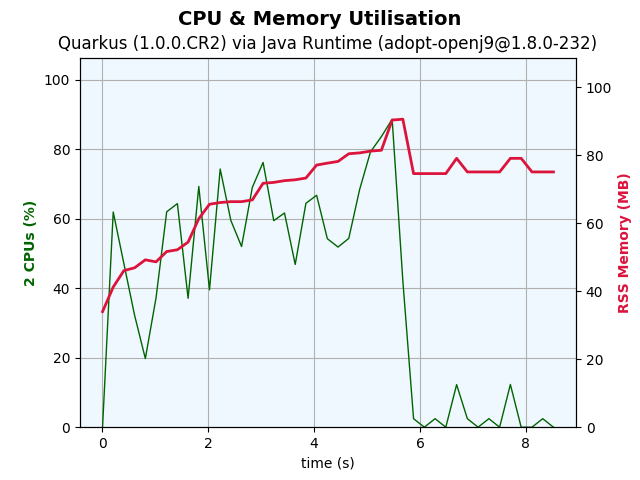 CPU & Memory Utilisation
Quarkus (1.0.0.CR2) via Java Runtime (adopt-openj9@1.8.0-232)
100
80
60
40
20
0
2 CPUs (%)
100
80
60
40
20
0
RSS Memory (MB)
0 2 4 6 8
time (s)